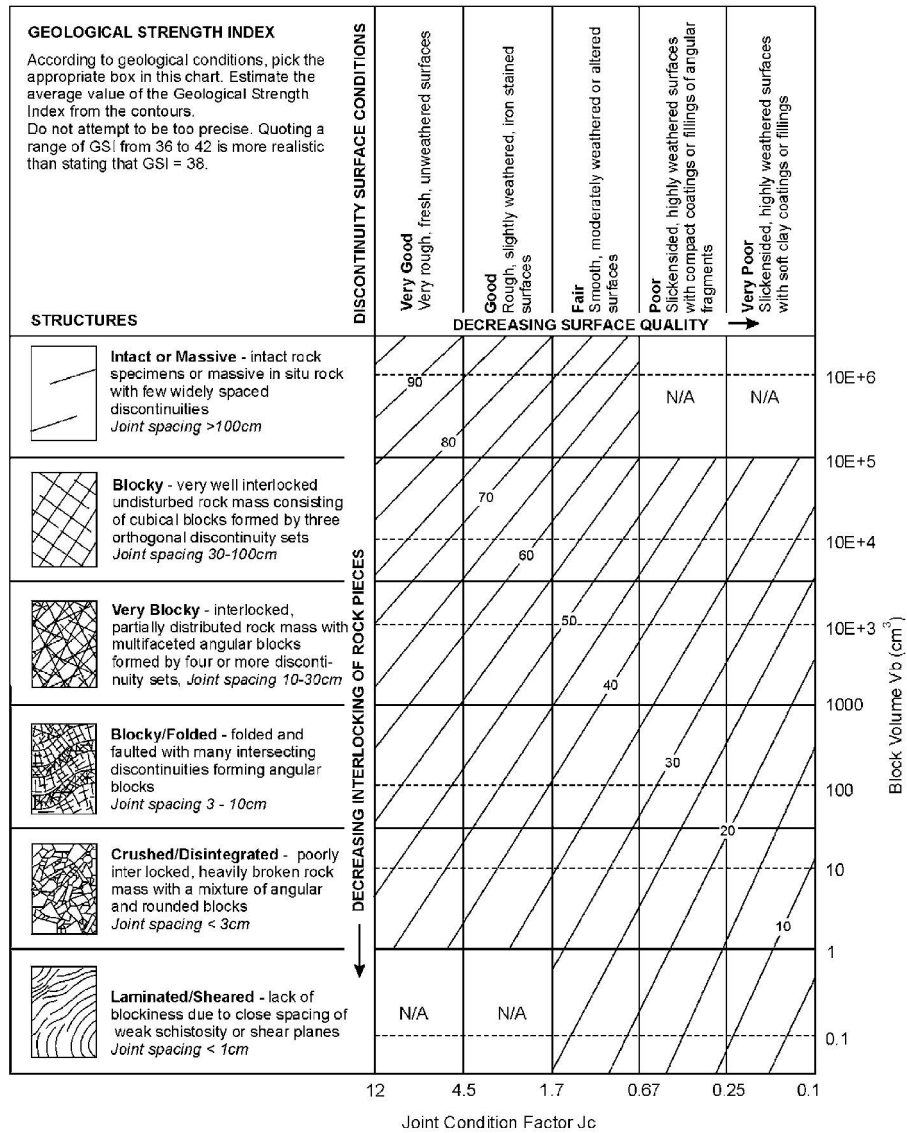 GEOLOGICAL STRENGTH INDEX
According to geological conditions, pick the
appropriate box in this chart. Estimate the
average value of the Geological Strength
Index from the contours.
Do not attempt to be too precise. Quoting a
range of GSI from 36 to 42 is more realistic
than stating that GSI = 38.
STRUCTURES
DISCONTINUITY SURFACE CONDITIONS
Very Good
Very rough, fresh, unweathered surfaces
Good
Rough, slightly weathered, iron stained
surfaces
Fair
Smooth, moderately weathered or altered
surfaces
Poor
Slickensided, highly weathered surfaces
with compact coatings or fillings of angular
fragments
Very Poor
Slickensided, highly weathered surfaces
with soft clay coatings or fillings
DECREASING SURFACE QUALITY
Intact or Massive - intact rock
specimens or massive in situ rock
with few widely spaced
discontinuities
Joint spacing >100cm
Blocky - very well interlocked
undisturbed rock mass consisting
of cubical blocks formed by three
orthogonal discontinuity sets
Joint spacing 30-100cm
Very Blocky - interlocked,
partially distributed rock mass with
multifaceted angular blocks
formed by four or more disconti-
nuity sets, Joint spacing 10-30cm
Blocky/Folded - folded and
faulted with many intersecting
discontinuities forming angular
blocks
Joint spacing 3 - 10cm
Crushed/Disintegrated - poorly
inter locked, heavily broken rock
mass with a mixture of angular
and rounded blocks
Joint spacing < 3cm
Laminated/Sheared - lack of
blockiness due to close spacing of
weak schistosity or shear planes
Joint spacing < 1cm
DECREASING INTERLOCKING OF ROCK PIECES
90
80
70
60
50
40
30
20
10
N/A
N/A
N/A
N/A
10E+6
10E+5
10E+4
10E+3
1000
100
10
1
0.1
Block Volume Vb (cm³)
12 4.5 1.7 0.67 0.25 0.1
Joint Condition Factor Jc